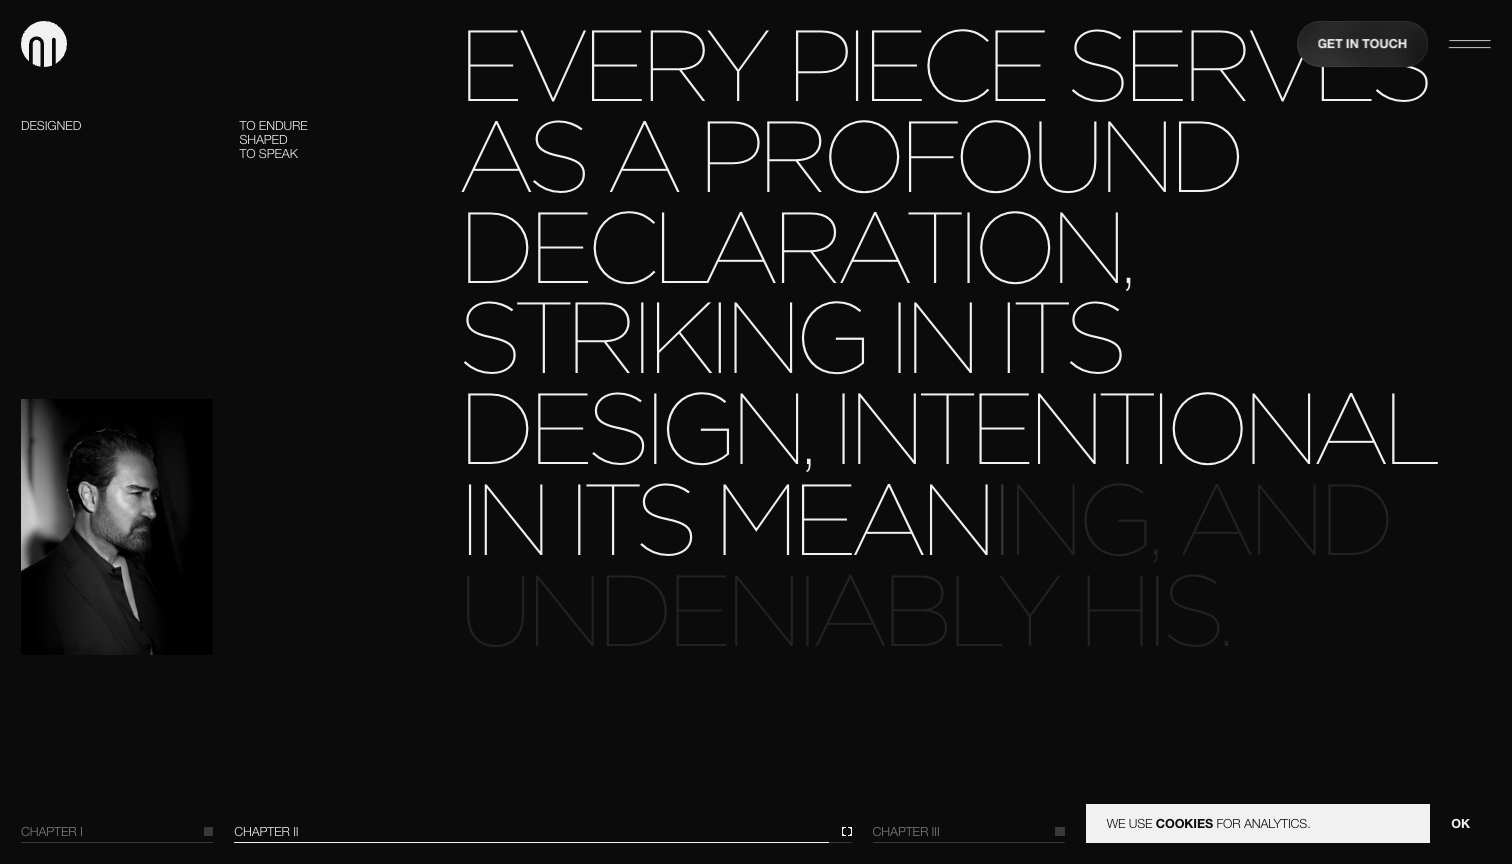 GET IN TOUCH
DESIGNED
TO ENDURE
SHAPED
TO SPEAK
EVERY PIECE SERVES
AS A PROFOUND
DECLARATION,
STRIKING IN ITS
DESIGN, INTENTIONAL
IN ITS MEANING, AND
UNDENIABLY HIS.
CHAPTER I
CHAPTER II
CHAPTER III
WE USE COOKIES FOR ANALYTICS.
OK